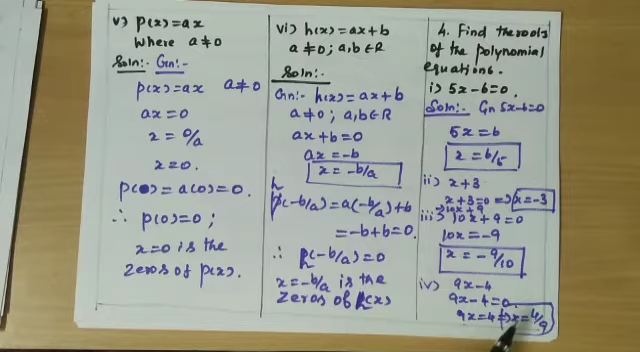 v) p(x)=ax
where a≠0
Soln:- Gn:-
p(x)=ax a≠0
ax=0
x=0/a
x=0.
p(0)=a(0)=0.
∴ p(0)=0;
x=0 is the
zeros of p(x).
vi) h(x)=ax+b
a≠0; a,b∈R
Soln:-
Gn:- h(x)=ax+b
a≠0; a,b∈R
ax+b=0
ax=-b
x=-b/a
h(-b/a)=a(-b/a)+b
=-b+b=0.
∴ h(-b/a)=0
x=-b/a is the
zeros of h(x)
4. Find the roots
of the polynomial
equations.
i) 5x-6=0.
Soln:- Gn 5x-6=0
5x=6
x=6/5
ii) x+3
x+3=0=>x=-3
iii) 10x+9
10x+9=0
10x=-9
x=-9/10
iv) 9x-4
9x-4=0
9x=4=>x=4/9